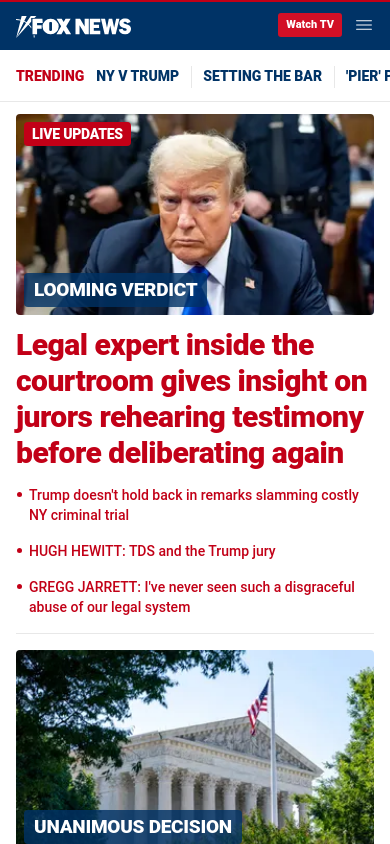 FOX NEWS
Watch TV
TRENDING NY V TRUMP SETTING THE BAR 'PIER'
LIVE UPDATES
LOOMING VERDICT
Legal expert inside the
courtroom gives insight on
jurors rehearing testimony
before deliberating again
• Trump doesn't hold back in remarks slamming costly
NY criminal trial
• HUGH HEWITT: TDS and the Trump jury
• GREGG JARRETT: I've never seen such a disgraceful
abuse of our legal system
UNANIMOUS DECISION